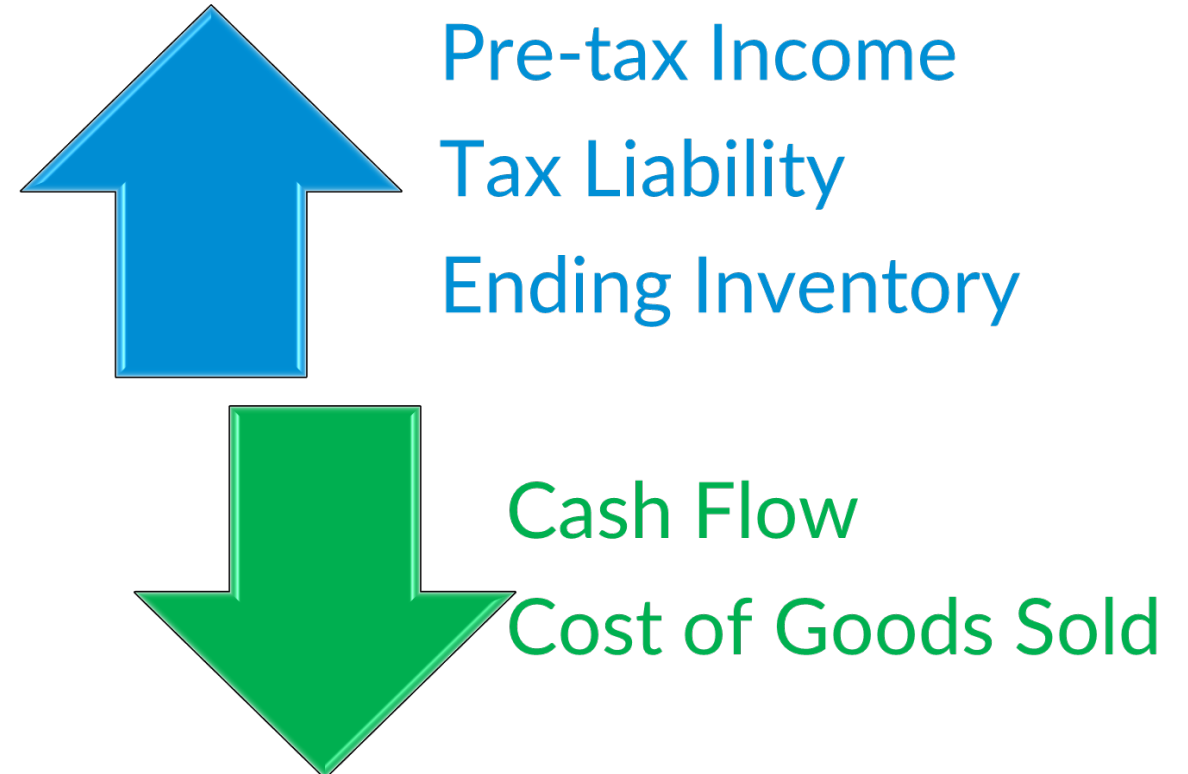 Pre-tax Income
Tax Liability
Ending Inventory
Cash Flow
Cost of Goods Sold